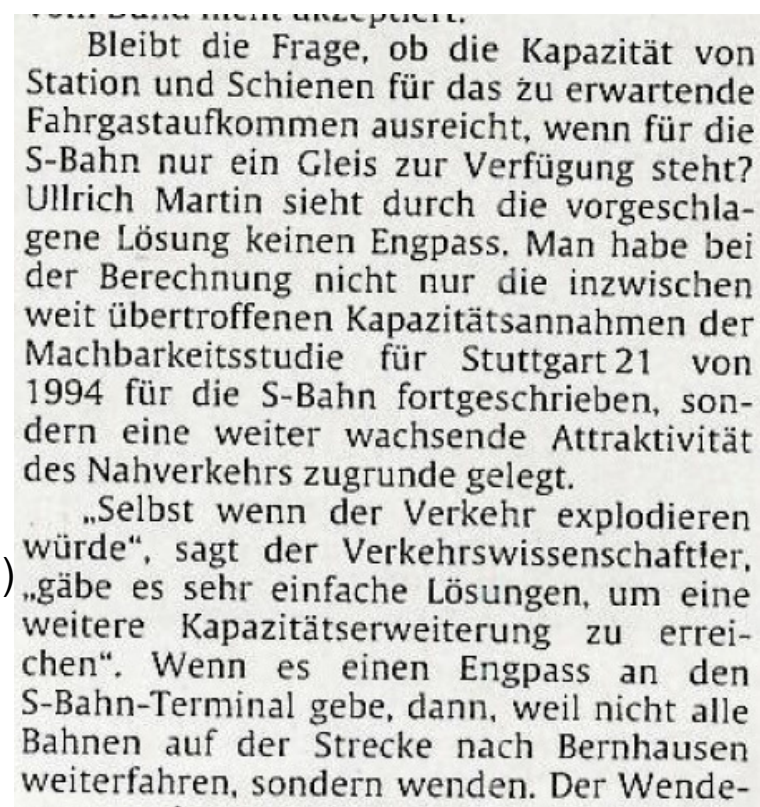 vom Bund nicht akzeptiert.
Bleibt die Frage, ob die Kapazität von
Station und Schienen für das zu erwartende
Fahrgastaufkommen ausreicht, wenn für die
S-Bahn nur ein Gleis zur Verfügung steht?
Ullrich Martin sieht durch die vorgeschla-
gene Lösung keinen Engpass. Man habe bei
der Berechnung nicht nur die inzwischen
weit übertroffenen Kapazitätsannahmen der
Machbarkeitsstudie für Stuttgart 21 von
1994 für die S-Bahn fortgeschrieben, son-
dern eine weiter wachsende Attraktivität
des Nahverkehrs zugrunde gelegt.
„Selbst wenn der Verkehr explodieren
würde“, sagt der Verkehrswissenschaftler,
) „gäbe es sehr einfache Lösungen, um eine
weitere Kapazitätserweiterung zu errei-
chen“. Wenn es einen Engpass an den
S-Bahn-Terminal gebe, dann, weil nicht alle
Bahnen auf der Strecke nach Bernhausen
weiterfahren, sondern wenden. Der Wende-